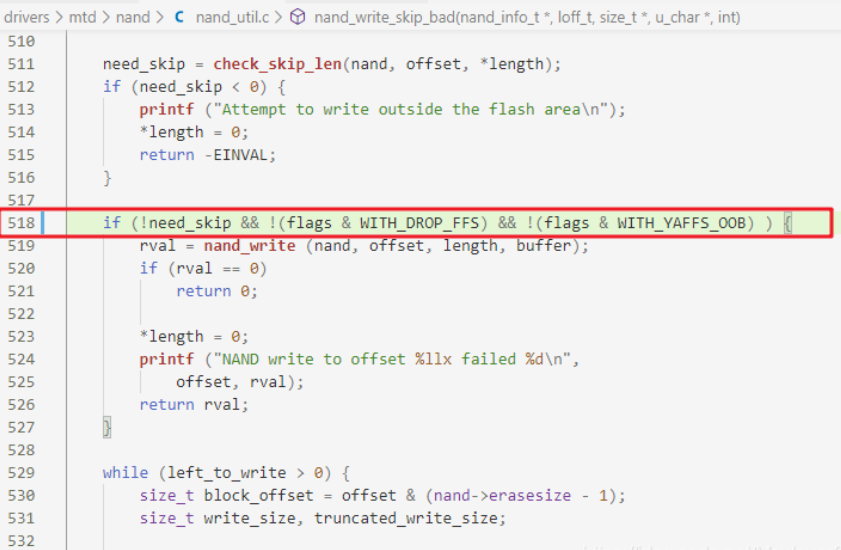 drivers > mtd > nand > C nand_util.c > nand_write_skip_bad(nand_info_t *, loff_t, size_t *, u_char *, int)
510
511 need_skip = check_skip_len(nand, offset, *length);
512 if (need_skip < 0) {
513 printf ("Attempt to write outside the flash area\n");
514 *length = 0;
515 return -EINVAL;
516 }
517
518 if (!need_skip && !(flags & WITH_DROP_FFS) && !(flags & WITH_YAFFS_OOB) ) {
519 rval = nand_write (nand, offset, length, buffer);
520 if (rval == 0)
521 return 0;
522
523 *length = 0;
524 printf ("NAND write to offset %llx failed %d\n",
525 offset, rval);
526 return rval;
527 }
528
529 while (left_to_write > 0) {
530 size_t block_offset = offset & (nand->erasesize - 1);
531 size_t write_size, truncated_write_size;
532